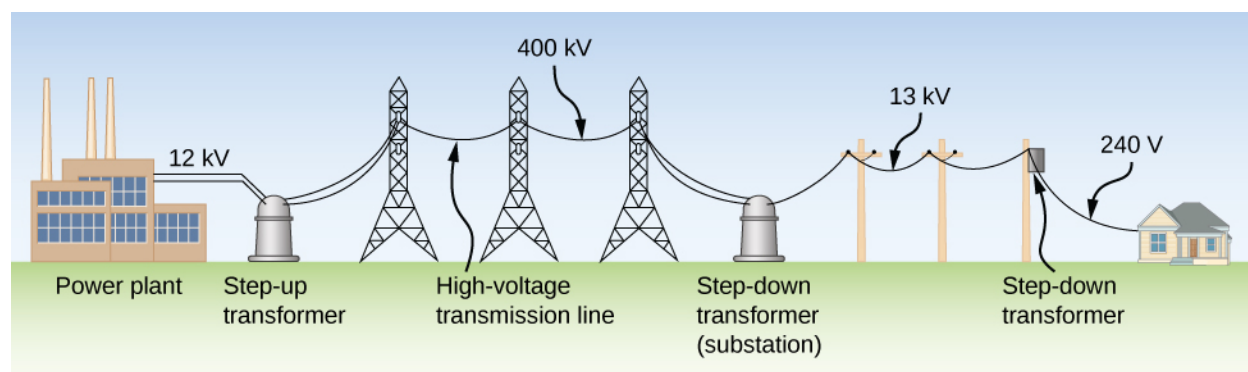 400 kV
13 kV
12 kV
240 V
Power plant
Step-up
transformer
High-voltage
transmission line
Step-down
transformer
(substation)
Step-down
transformer